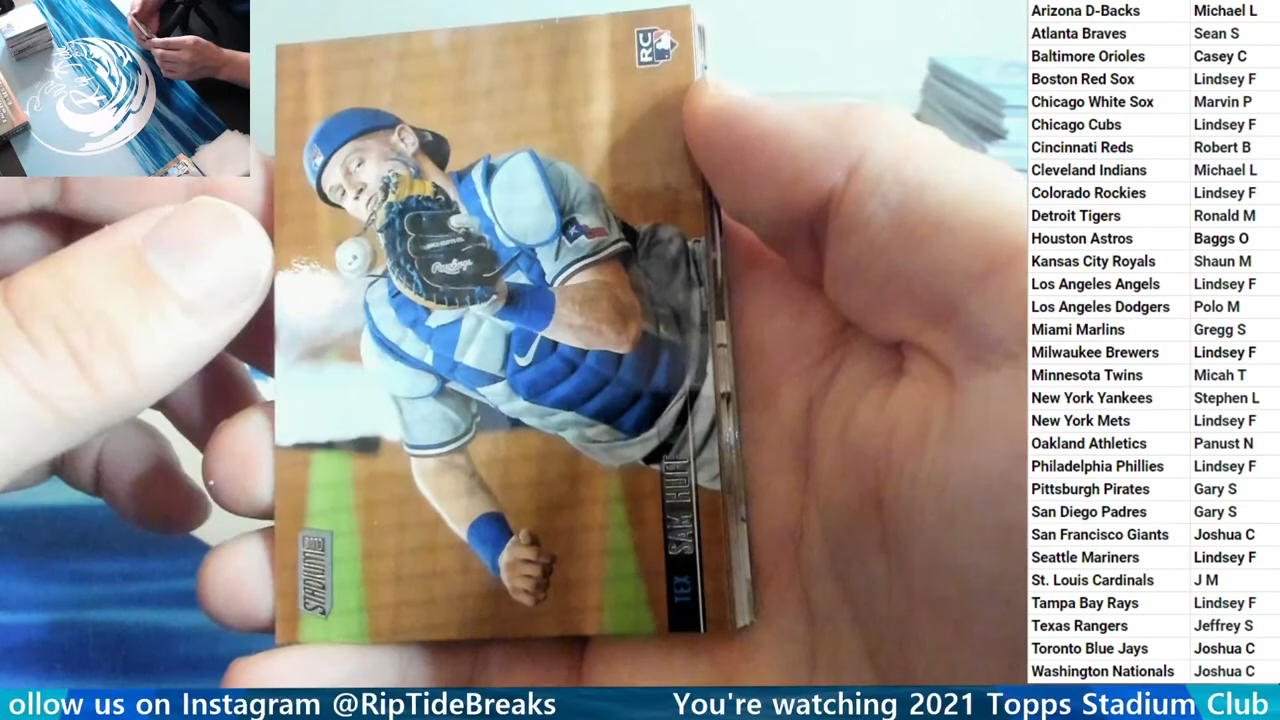 RC
Rawlings
STADIUM
TEX SAM HUFF
Arizona D-Backs Michael L
Atlanta Braves Sean S
Baltimore Orioles Casey C
Boston Red Sox Lindsey F
Chicago White Sox Marvin P
Chicago Cubs Lindsey F
Cincinnati Reds Robert B
Cleveland Indians Michael L
Colorado Rockies Lindsey F
Detroit Tigers Ronald M
Houston Astros Baggs O
Kansas City Royals Shaun M
Los Angeles Angels Lindsey F
Los Angeles Dodgers Polo M
Miami Marlins Gregg S
Milwaukee Brewers Lindsey F
Minnesota Twins Micah T
New York Yankees Stephen L
New York Mets Lindsey F
Oakland Athletics Panust N
Philadelphia Phillies Lindsey F
Pittsburgh Pirates Gary S
San Diego Padres Gary S
San Francisco Giants Joshua C
Seattle Mariners Lindsey F
St. Louis Cardinals J M
Tampa Bay Rays Lindsey F
Texas Rangers Jeffrey S
Toronto Blue Jays Joshua C
Washington Nationals Joshua C
ollow us on Instagram @RipTideBreaks You're watching 2021 Topps Stadium Club